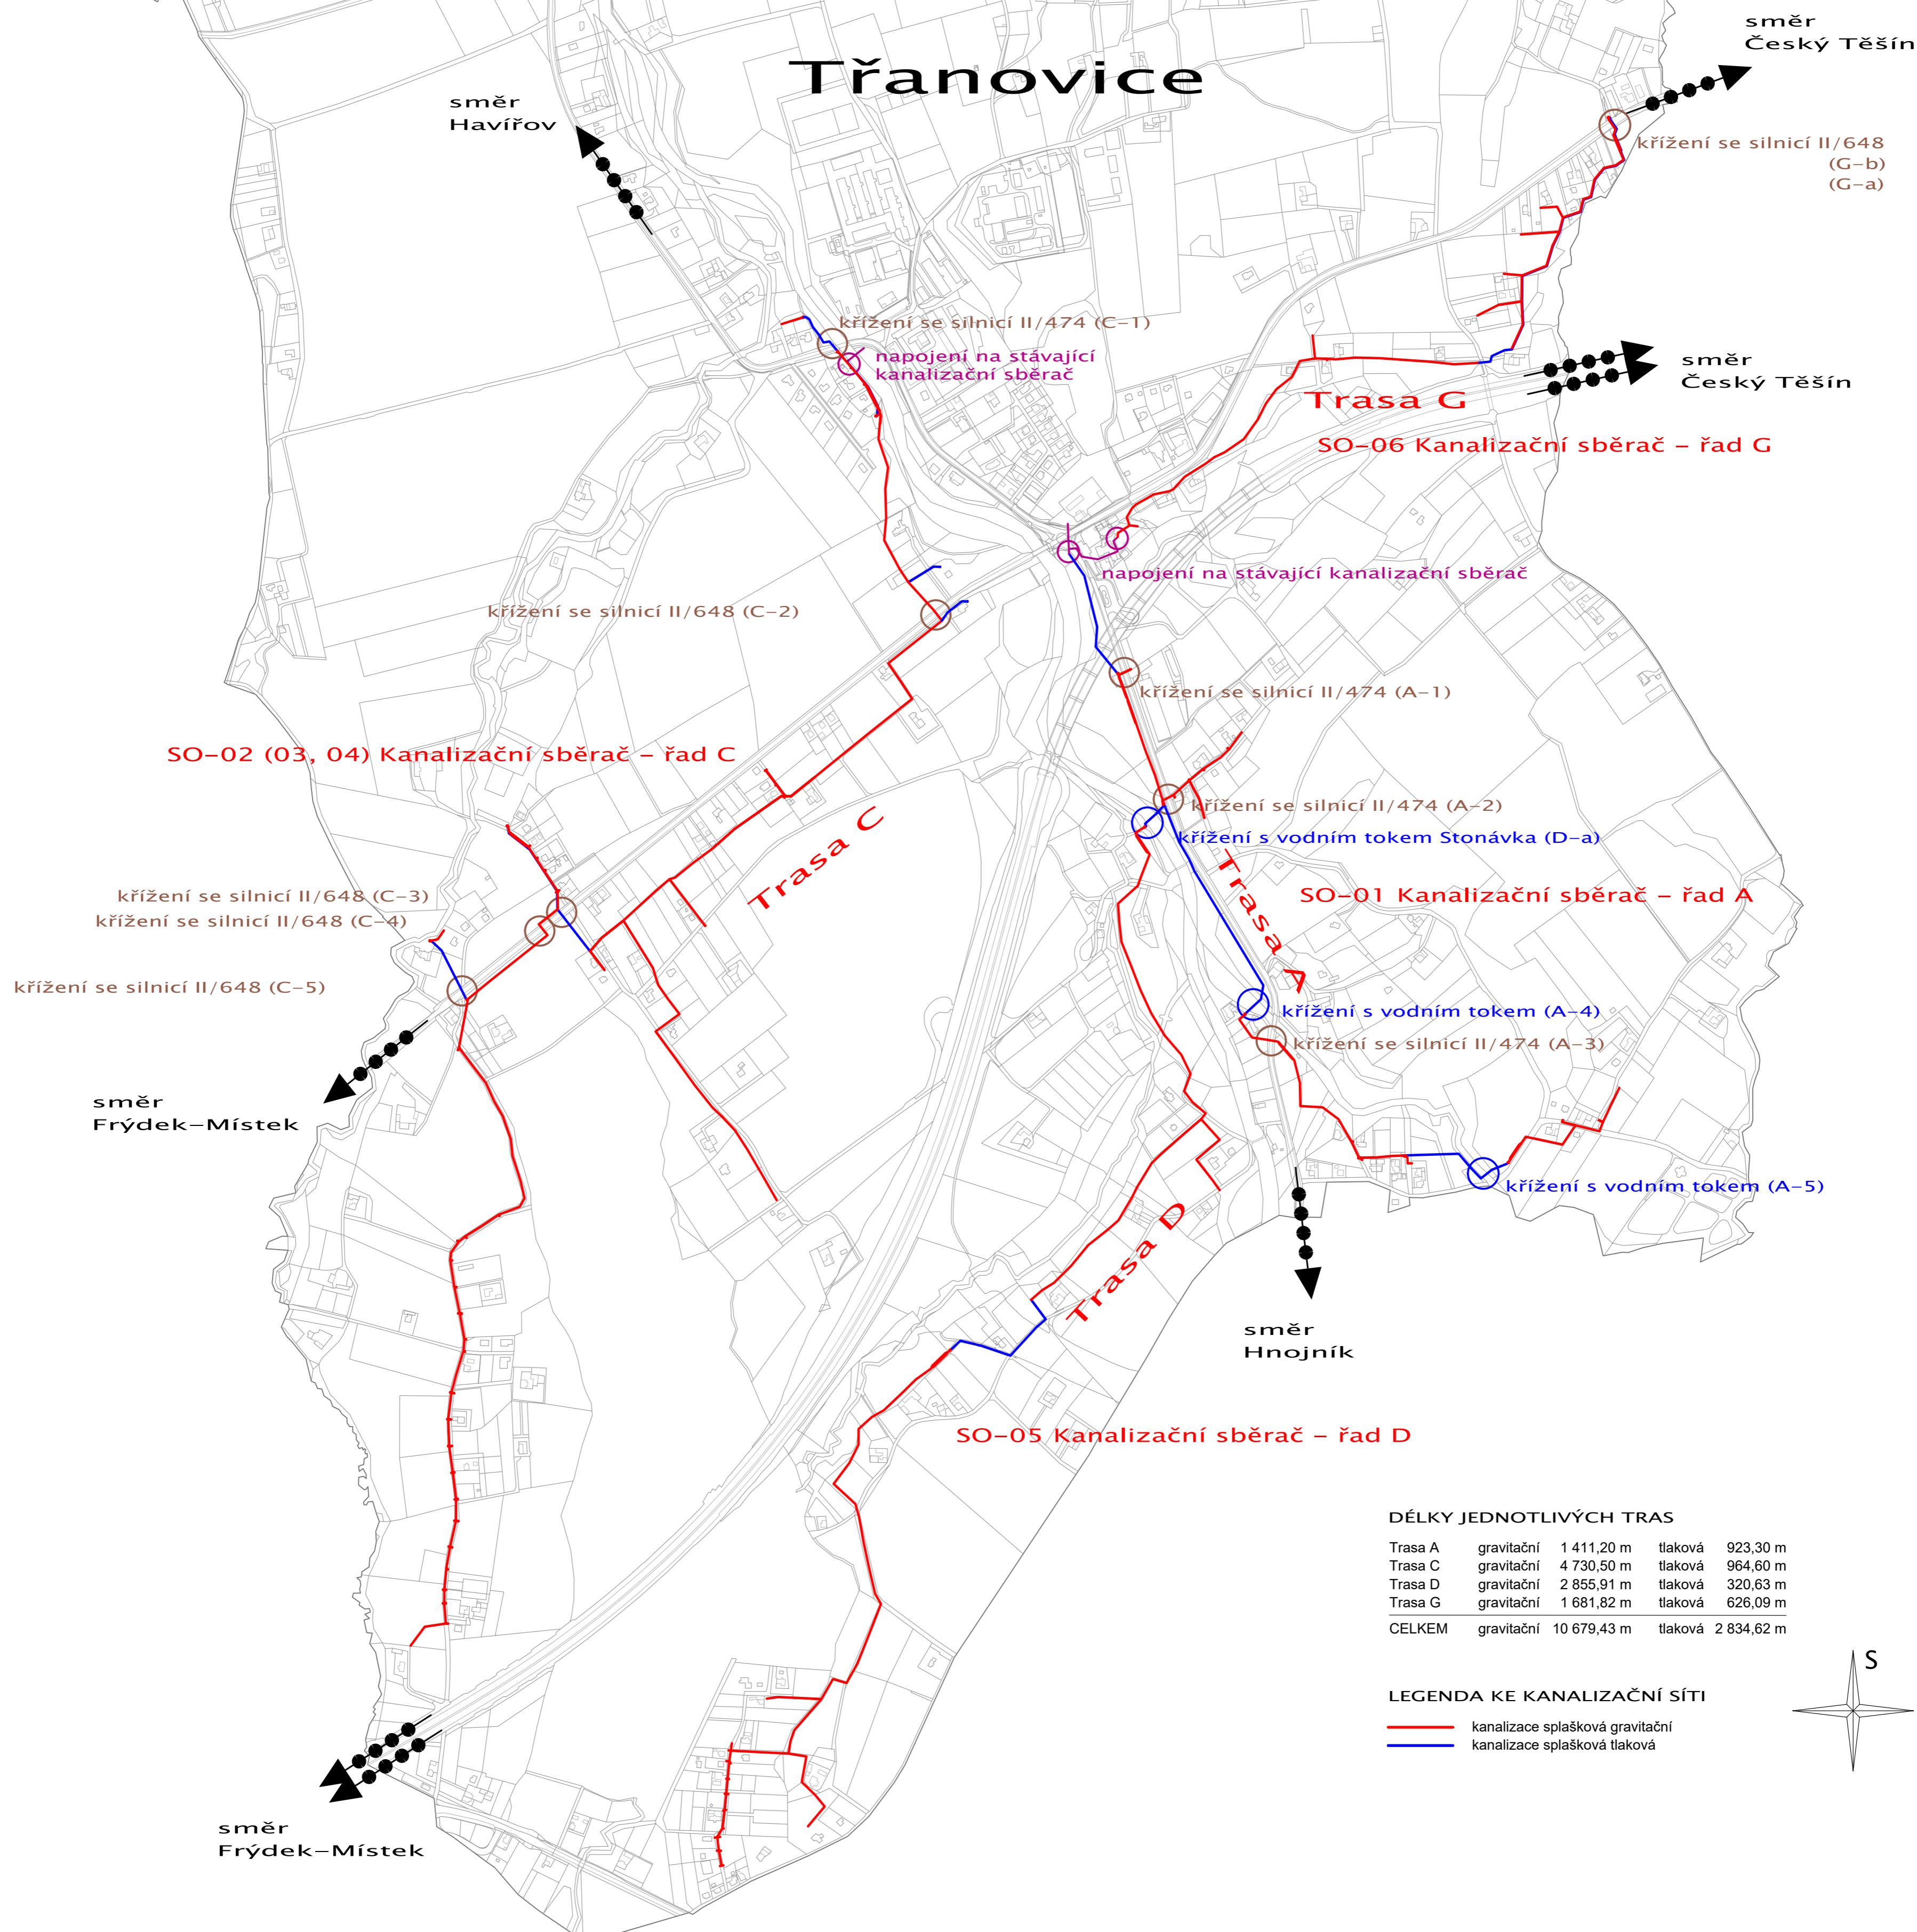 Třanovice
směr
Český Těšín
směr
Havířov
křížení se silnicí II/648
(G-b)
(G-a)
křížení se silnicí II/474 (C-1)
napojení na stávající
kanalizační sběrač
směr
Český Těšín
Trasa G
SO-06 Kanalizační sběrač - řad G
napojení na stávající kanalizační sběrač
křížení se silnicí II/648 (C-2)
křížení se silnicí II/474 (A-1)
SO-02 (03, 04) Kanalizační sběrač - řad C
křížení se silnicí II/474 (A-2)
křížení s vodním tokem Stonávka (D-a)
Trasa C
Trasa A
SO-01 Kanalizační sběrač - řad A
křížení se silnicí II/648 (C-3)
křížení se silnicí II/648 (C-4)
křížení se silnicí II/648 (C-5)
křížení s vodním tokem (A-4)
křížení se silnicí II/474 (A-3)
směr
Frýdek-Místek
křížení s vodním tokem (A-5)
Trasa D
směr
Hnojník
SO-05 Kanalizační sběrač - řad D
DÉLKY JEDNOTLIVÝCH TRAS
Trasa A gravitační 1 411,20 m tlaková 923,30 m
Trasa C gravitační 4 730,50 m tlaková 964,60 m
Trasa D gravitační 2 855,91 m tlaková 320,63 m
Trasa G gravitační 1 681,82 m tlaková 626,09 m
CELKEM gravitační 10 679,43 m tlaková 2 834,62 m
S
LEGENDA KE KANALIZAČNÍ SÍTI
kanalizace splašková gravitační
kanalizace splašková tlaková
směr
Frýdek-Místek